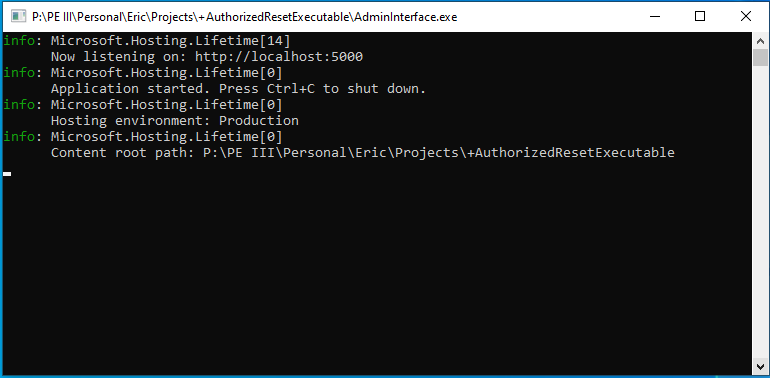 P:\PE III\Personal\Eric\Projects\+AuthorizedResetExecutable\AdminInterface.exe
info: Microsoft.Hosting.Lifetime[14]
      Now listening on: http://localhost:5000
info: Microsoft.Hosting.Lifetime[0]
      Application started. Press Ctrl+C to shut down.
info: Microsoft.Hosting.Lifetime[0]
      Hosting environment: Production
info: Microsoft.Hosting.Lifetime[0]
      Content root path: P:\PE III\Personal\Eric\Projects\+AuthorizedResetExecutable